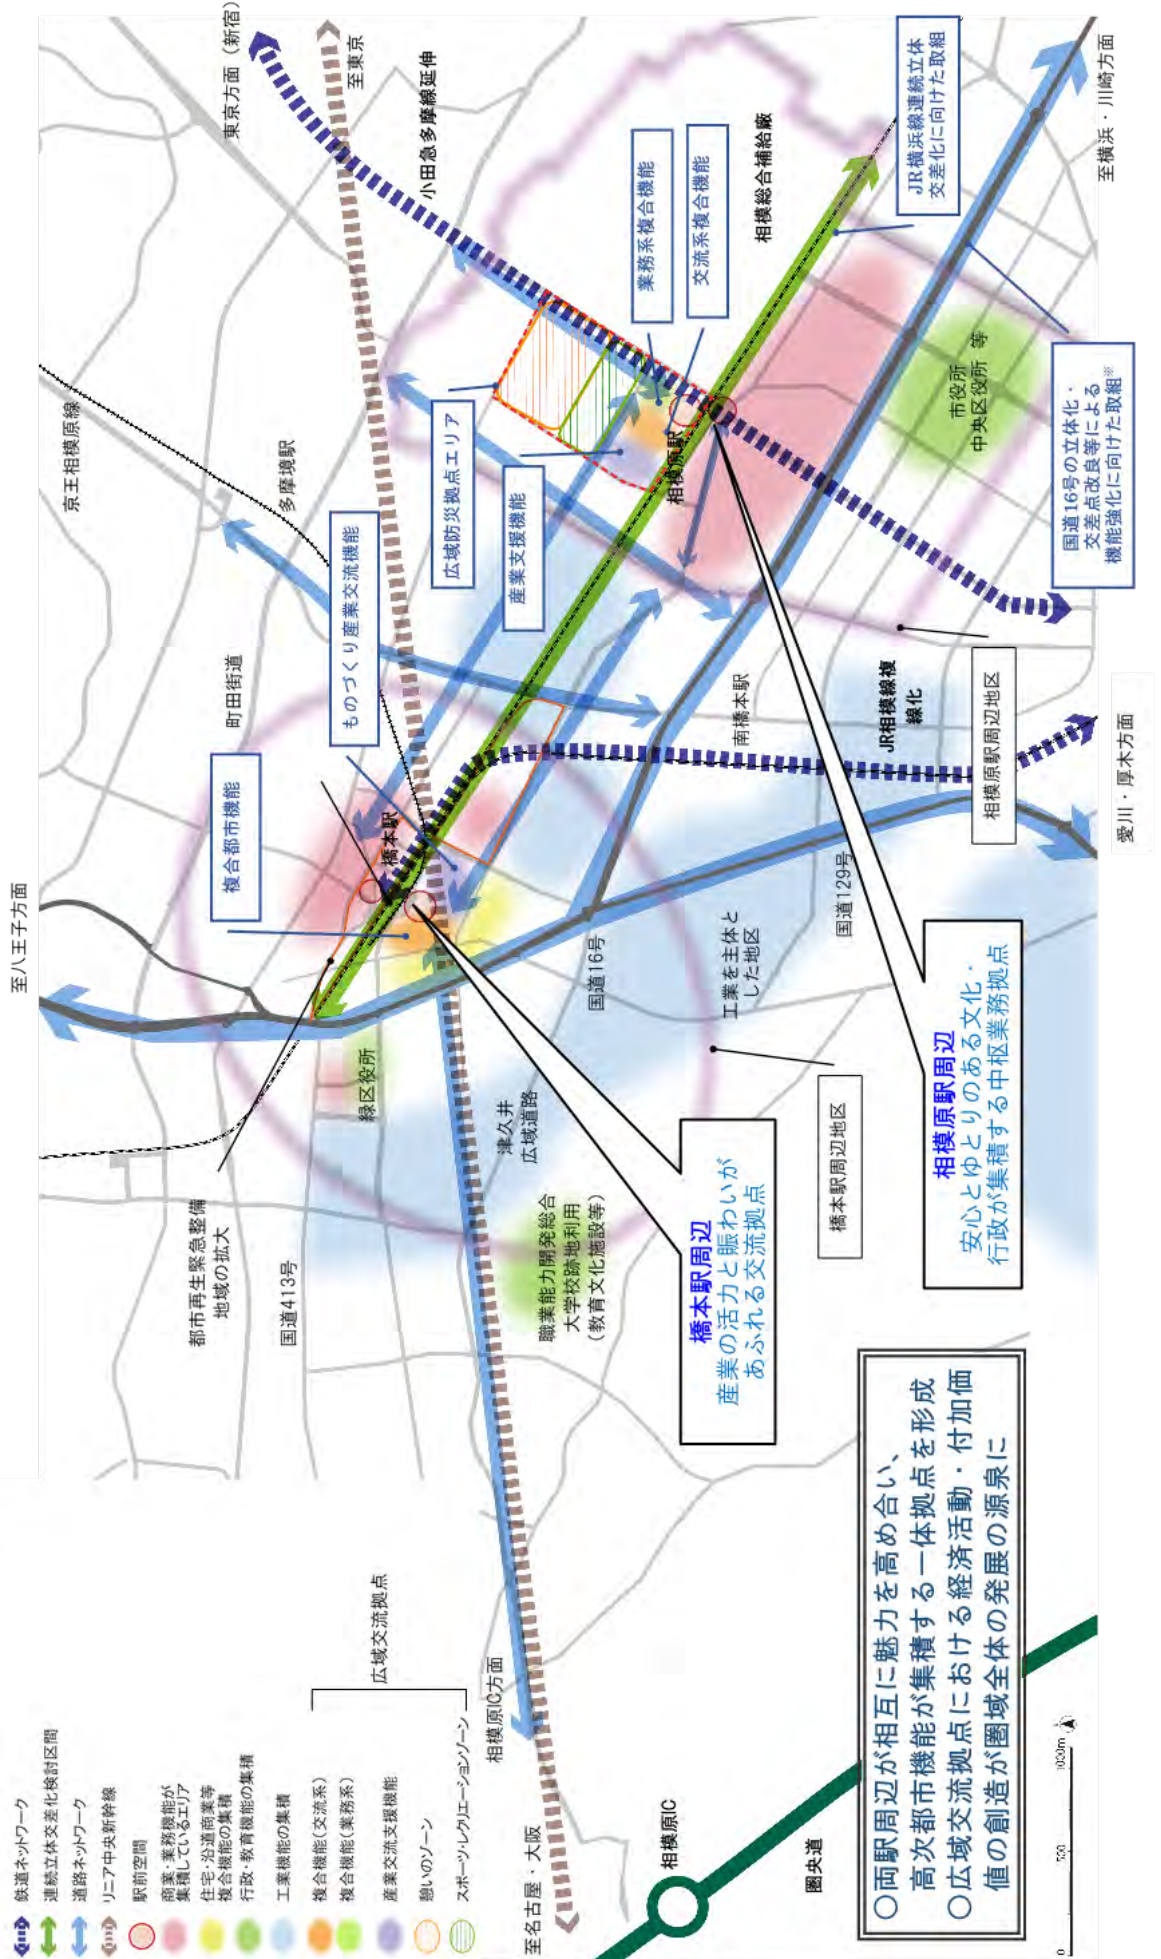 鉄道ネットワーク
連続立体交差化検討区間
道路ネットワーク
リニア中央新幹線
駅前空間
商業・業務機能が
集積しているエリア
住宅・沿道商業等
複合機能の集積
行政・教育機能の集積
工業機能の集積
複合機能(交流系)
複合機能(業務系)
産業交流支援機能
憩いのゾーン
スポーツ・レクリエーションゾーン
広域交流拠点
至名古屋・大阪
相模原IC方面
相模原IC
圏央道
0
500
1000m
○両駅周辺が相互に魅力を高め合い、
高次都市機能が集積する一体拠点を形成
○広域交流拠点における経済活動・付加価
値の創造が圏域全体の発展の源泉に
至八王子方面
都市再生緊急整備
地域の拡大
国道413号
緑区役所
職業能力開発総合
大学校跡地利用
(教育文化施設等)
津久井
広域道路
橋本駅周辺
産業の活力と賑わいが
あふれる交流拠点
橋本駅周辺地区
相模原駅周辺
安心とゆとりのある文化・
行政が集積する中枢業務拠点
国道16号
工業を主体と
した地区
国道129号
複合都市機能
橋本駅
町田街道
ものづくり産業交流機能
南橋本駅
JR相模線複
線化
相模原駅周辺地区
愛川・厚木方面
京王相模原線
多摩境駅
広域防災拠点エリア
産業支援機能
相模原駅
市役所
中央区役所 等
国道16号の立体化・
交差点改良等による
機能強化に向けた取組※
東京方面(新宿)
至東京
小田急多摩線延伸
業務系複合機能
交流系複合機能
相模総合補給廠
JR横浜線連続立体
交差化に向けた取組
至横浜・川崎方面